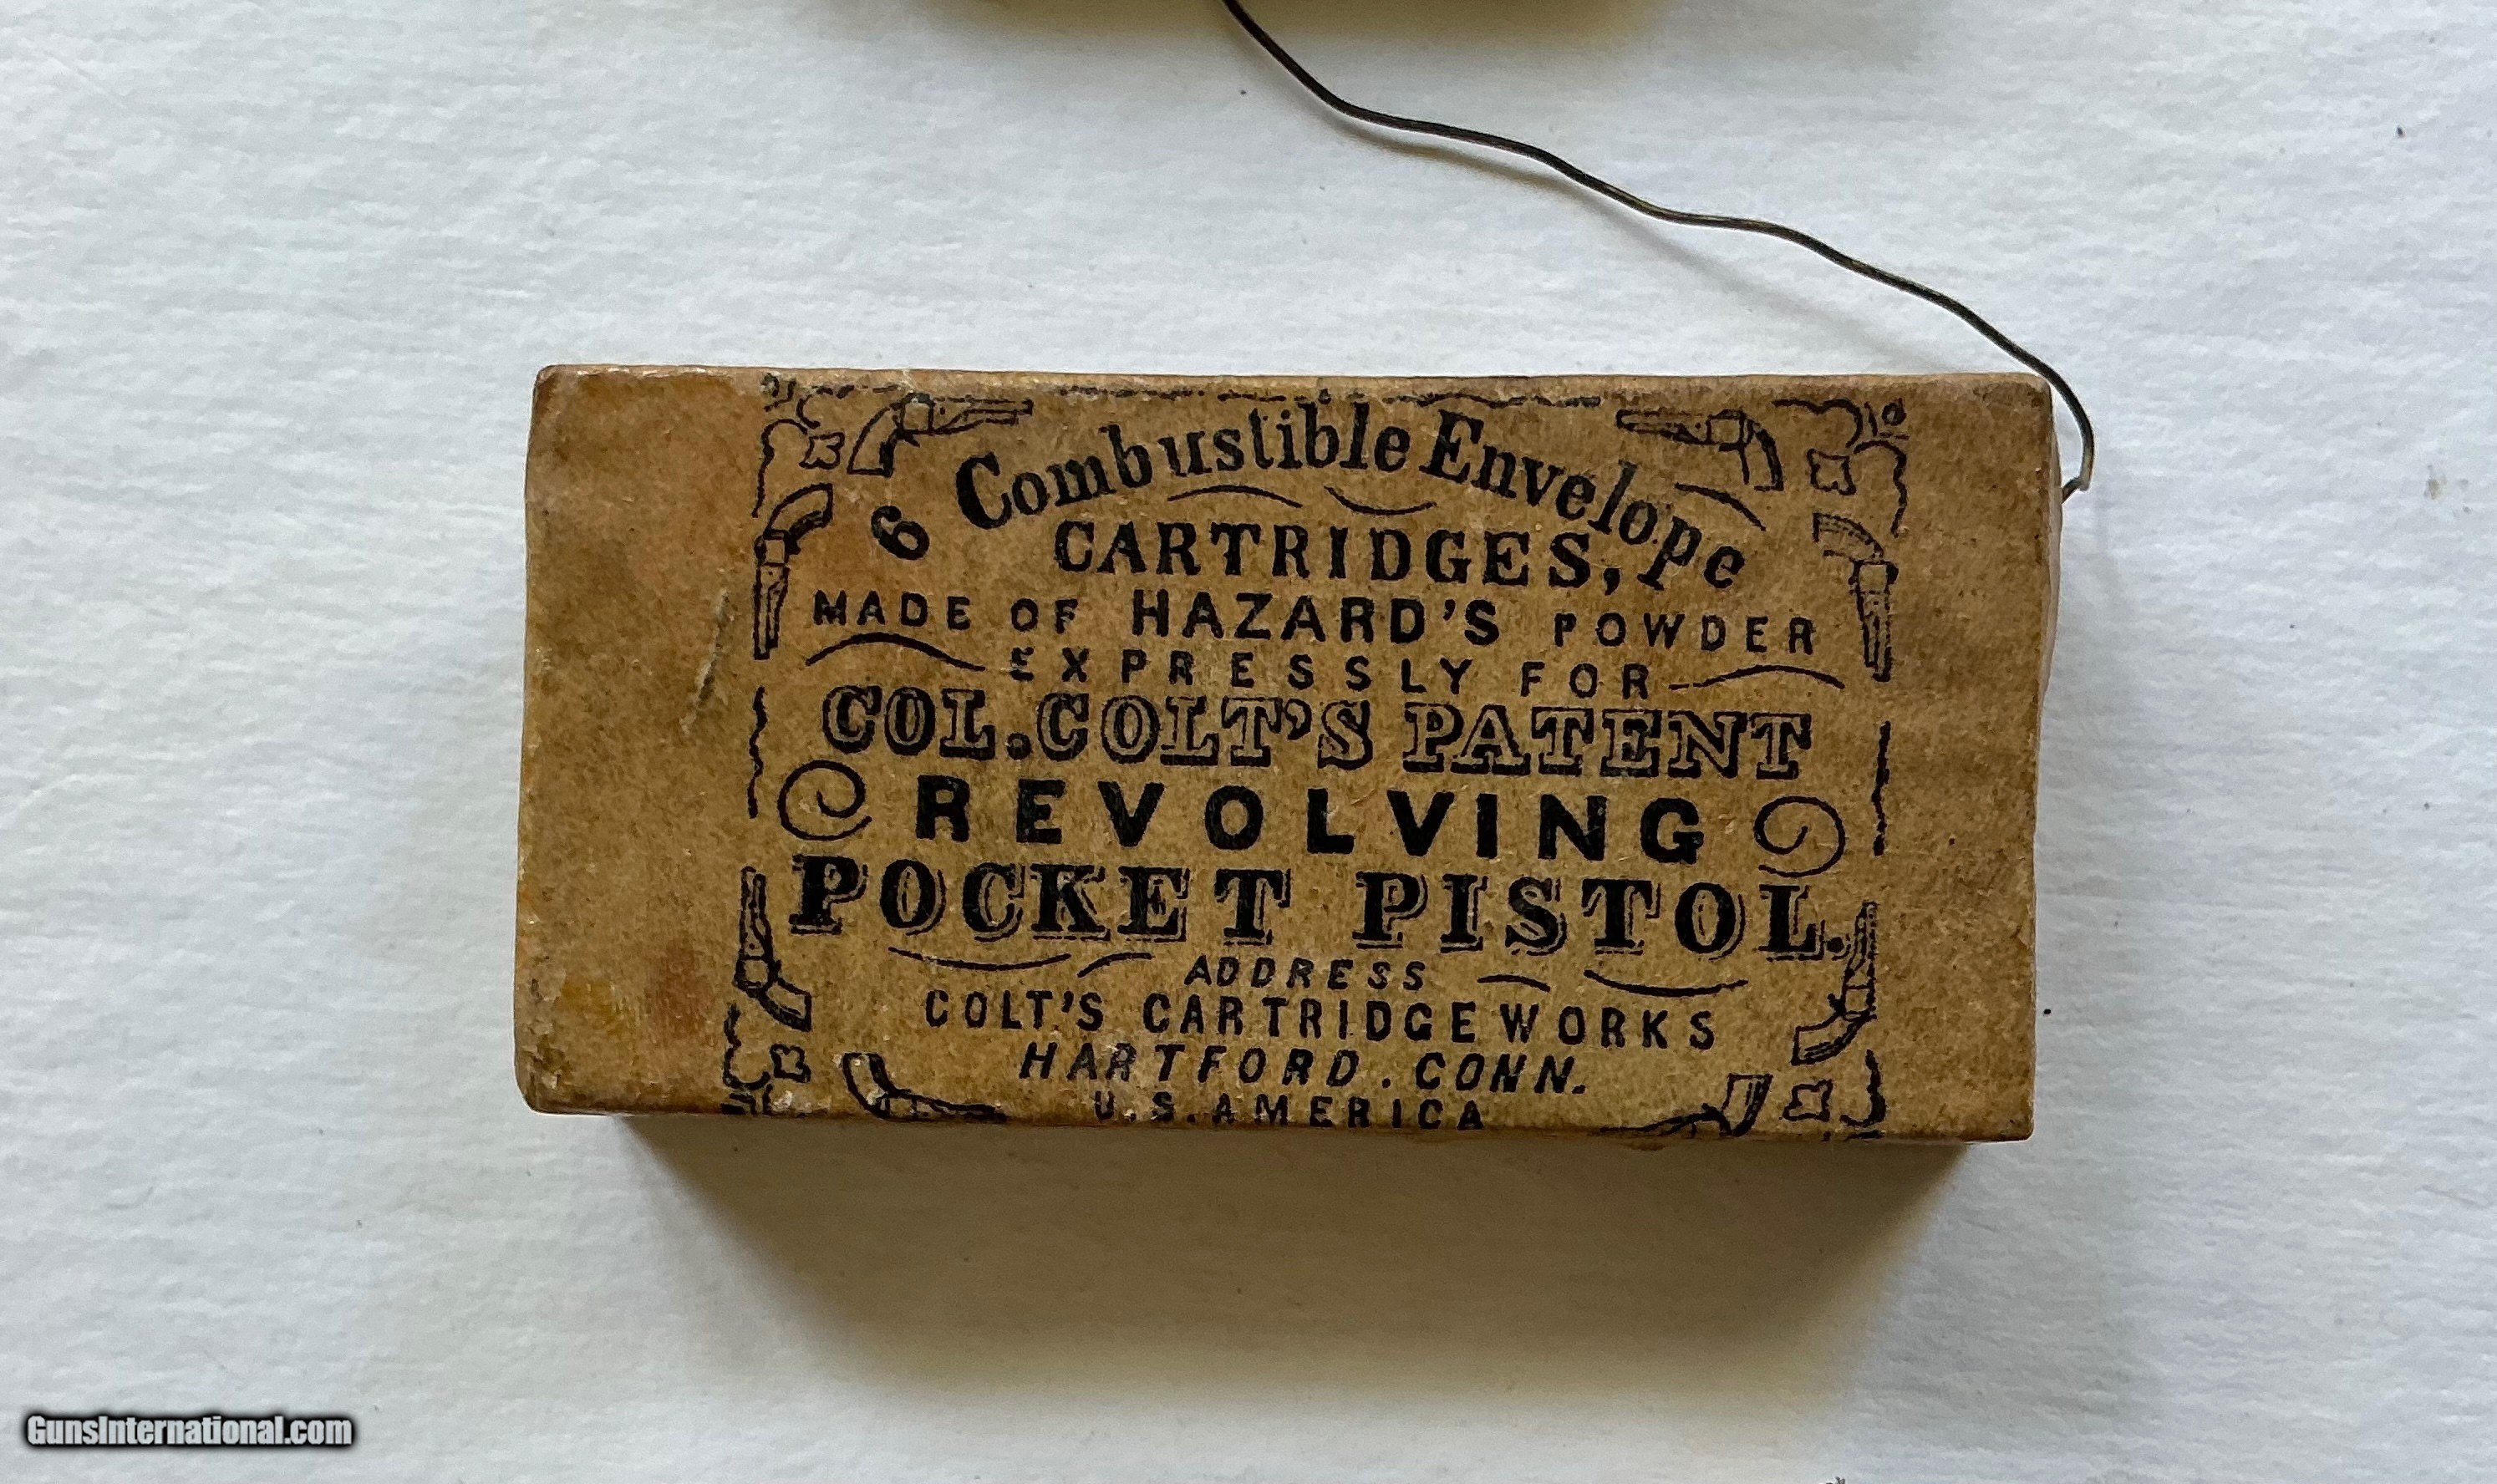 6 Combustible Envelope
CARTRIDGES,
MADE OF HAZARD'S POWDER
EXPRESSLY FOR
COL. COLT'S PATENT
REVOLVING
POCKET PISTOL.
ADDRESS
COLT'S CARTRIDGE WORKS
HARTFORD. CONN.
U.S. AMERICA
GunsInternational.com